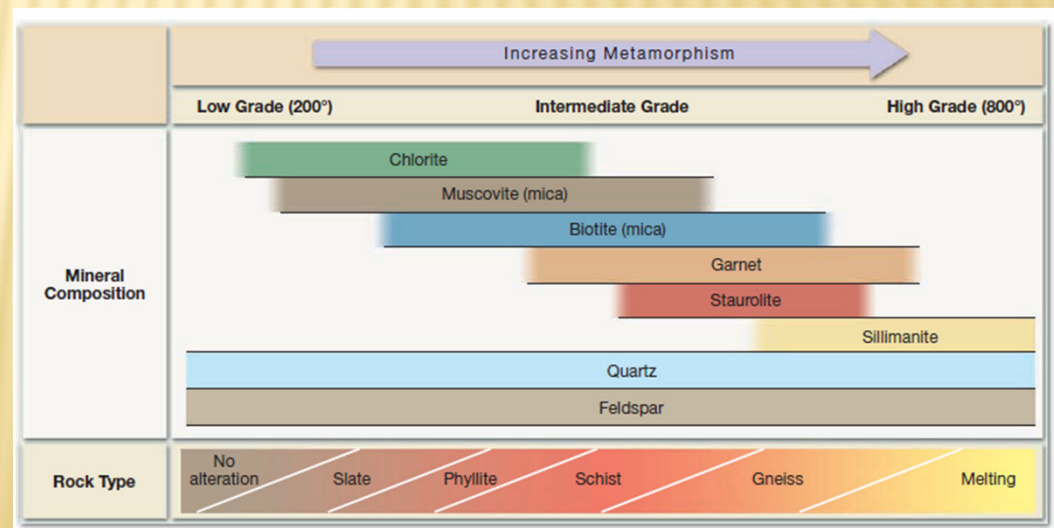 Increasing Metamorphism
Low Grade (200°) Intermediate Grade High Grade (800°)
Mineral
Composition
Chlorite
Muscovite (mica)
Biotite (mica)
Garnet
Staurolite
Sillimanite
Quartz
Feldspar
Rock Type
No
alteration
Slate
Phyllite
Schist
Gneiss
Melting